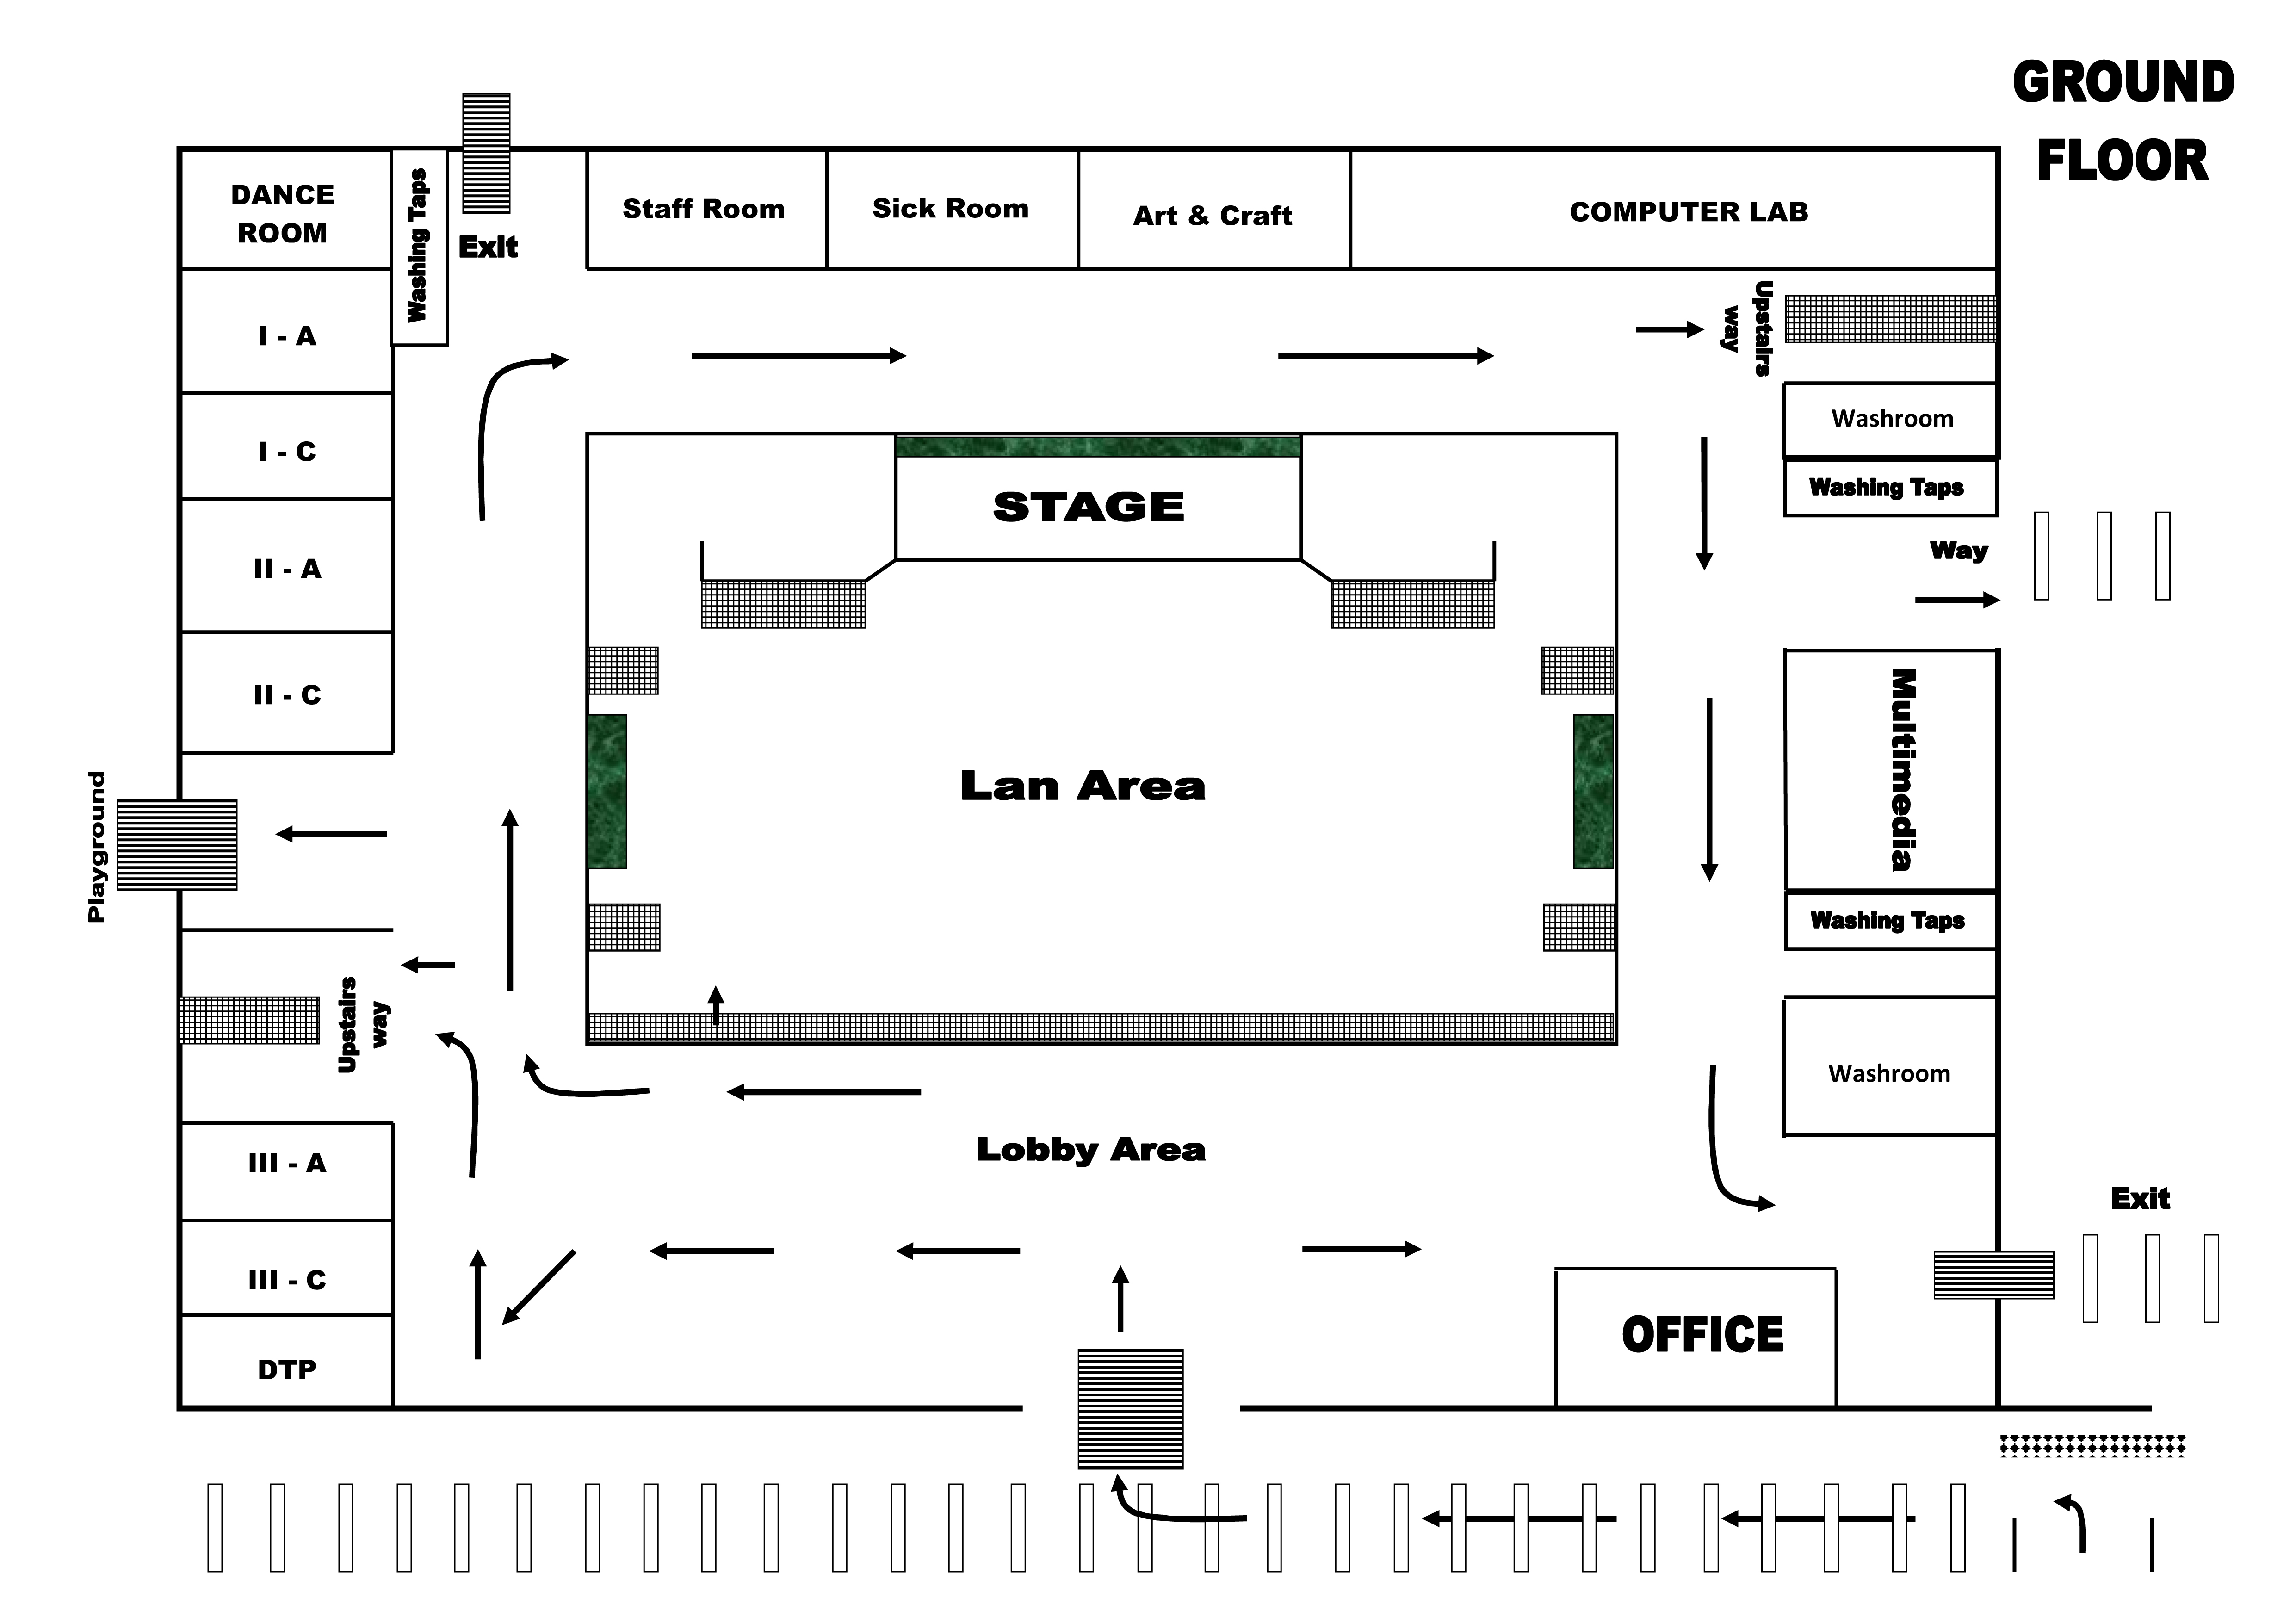 GROUND
FLOOR
DANCE
ROOM
Washing Taps
Exit
Staff Room
Sick Room
Art & Craft
COMPUTER LAB
I - A
Upstairs
way
Washroom
I - C
STAGE
Washing Taps
Way
II - A
II - C
Multimedia
Lan Area
Playground
Washing Taps
Upstairs
way
Washroom
Lobby Area
III - A
Exit
III - C
OFFICE
DTP